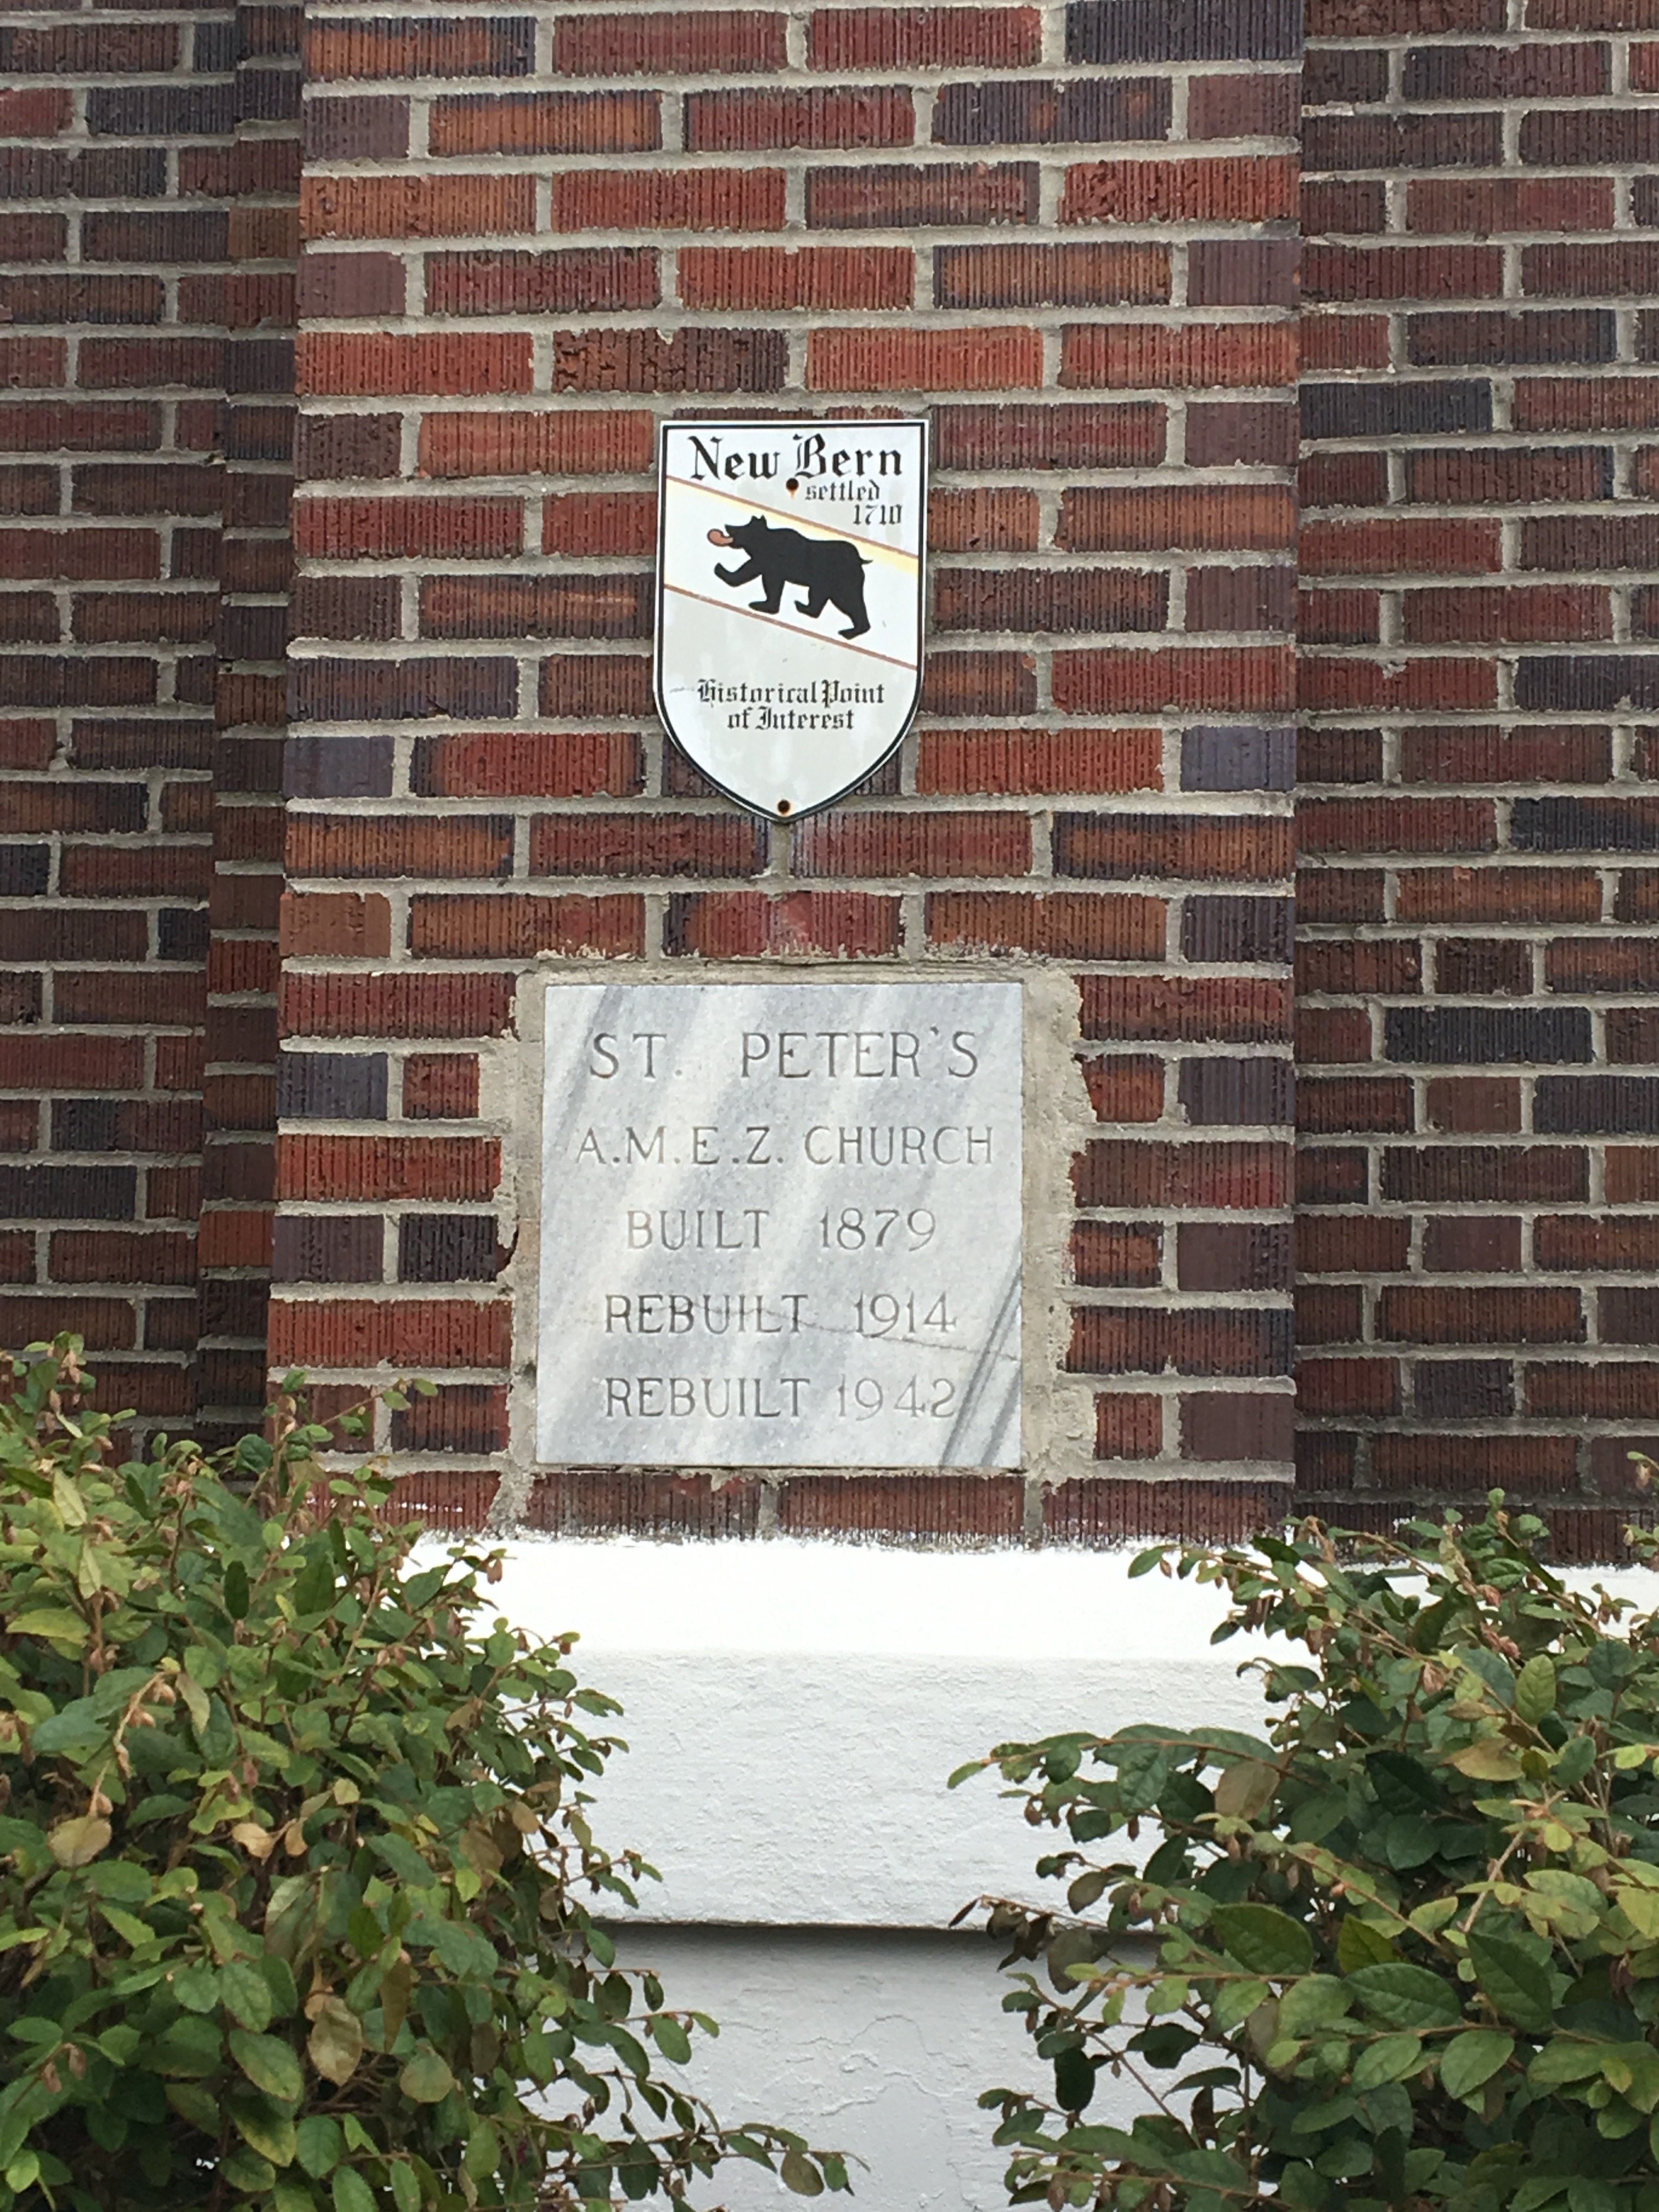 New Bern
settled
1710
Historical Point
of Interest
ST. PETER'S
A.M.E.Z. CHURCH
BUILT 1879
REBUILT 1914
REBUILT 1942